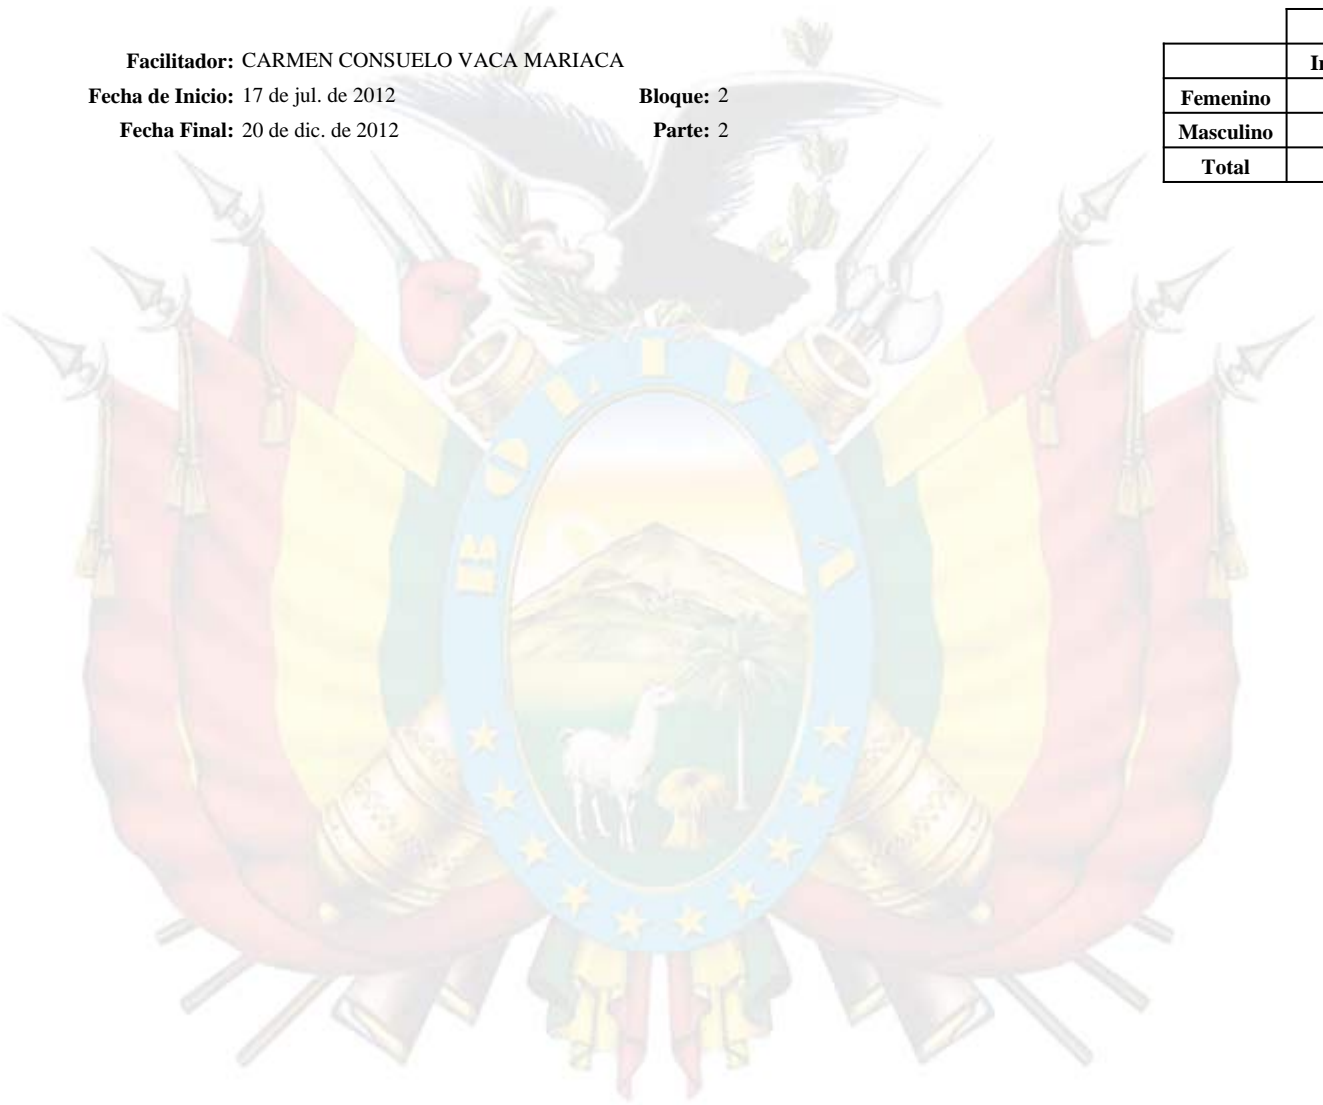 Facilitador: CARMEN CONSUELO VACA MARIACA
Fecha de Inicio: 17 de jul. de 2012 Bloque: 2
Fecha Final: 20 de dic. de 2012 Parte: 2
Femenino
Masculino
Total
BOLIVIA